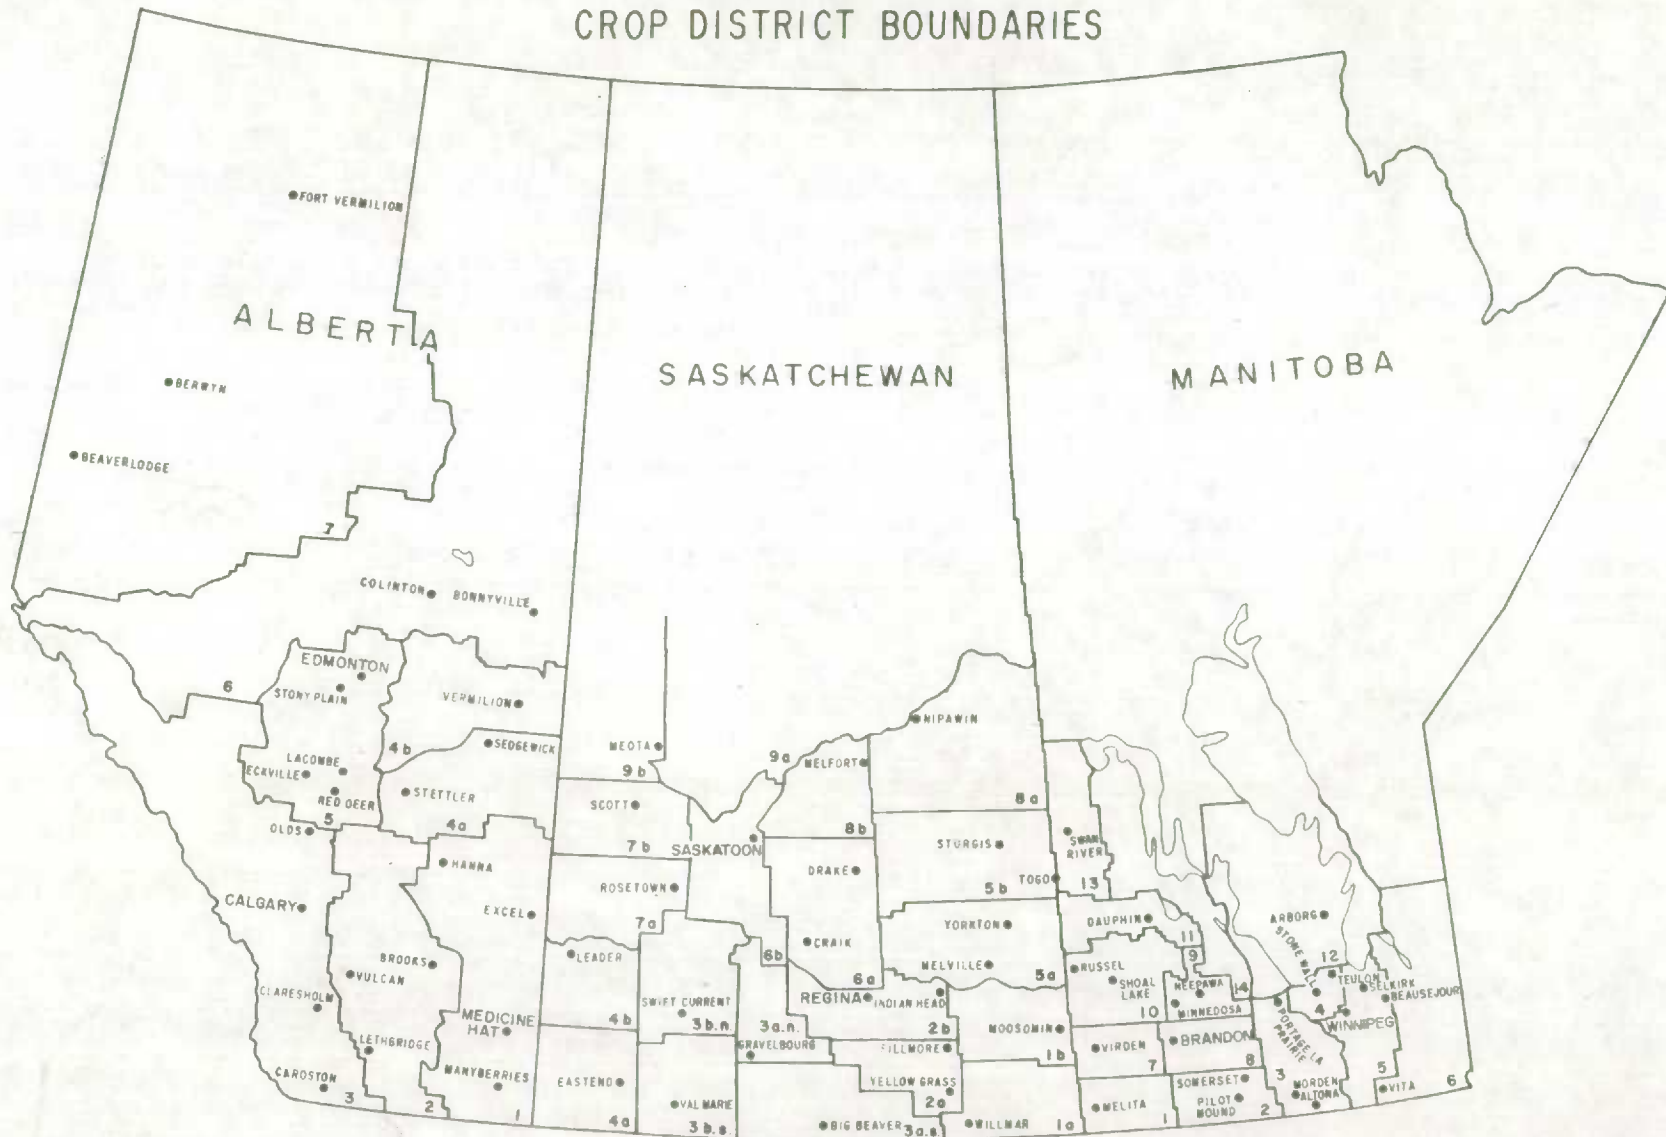 CROP DISTRICT BOUNDARIES
ALBERTA
SASKATCHEWAN
MANITOBA
FORT VERMILION
BERWYN
BEAVERLODGE
7
COLINTON
BONNYVILLE
EDMONTON
STONY PLAIN
6
VERMILION
4b
SEDGEWICK
LACOMBE
ECKVILLE
RED DEER
5
STETTLER
4a
OLDS
HANNA
CALGARY
EXCEL
BROOKS
VULCAN
CLARESHOLM
MEDICINE
HAT
LETHBRIDGE
CARDSTON
MANYBERRIES
3
2
1
MEOTA
9b
9a
SCOTT
7b
SASKATOON
ROSETOWN
7a
LEADER
4b
SWIFT CURRENT
3b.n.
EASTEND
4a
VAL MARIE
3b.s.
NIPAWIN
MELFORT
8a
8b
DRAKE
STURGIS
5b
TOGO
CRAIK
6b
6a
YORKTON
MELVILLE
5a
REGINA
INDIAN HEAD
3a.n.
2b
GRAVELBOURG
FILLMORE
MOOSOMIN
1b
YELLOW GRASS
2a
BIG BEAVER
3a.s.
WILLMAR
1a
SWAN
RIVER
13
DAUPHIN
11
9
RUSSEL
SHOAL
LAKE
10
NEEPAWA
14
MINNEDOSA
VIRDEN
7
BRANDON
8
MELITA
1
SOMERSET
PILOT
MOUND
2
ARBORG
STONE WALL
12
TEULON
SELKIRK
BEAUSEJOUR
4
WINNIPEG
PORTAGE LA
PRAIRIE
3
MORDEN
ALTONA
5
VITA
6